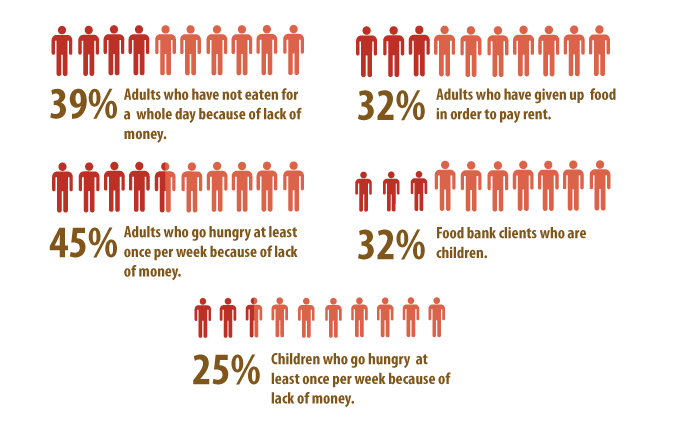 39% Adults who have not eaten for
a whole day because of lack of
money.
32% Adults who have given up food
in order to pay rent.
45% Adults who go hungry at least
once per week because of lack
of money.
32% Food bank clients who are
children.
25% Children who go hungry at
least once per week because of
lack of money.